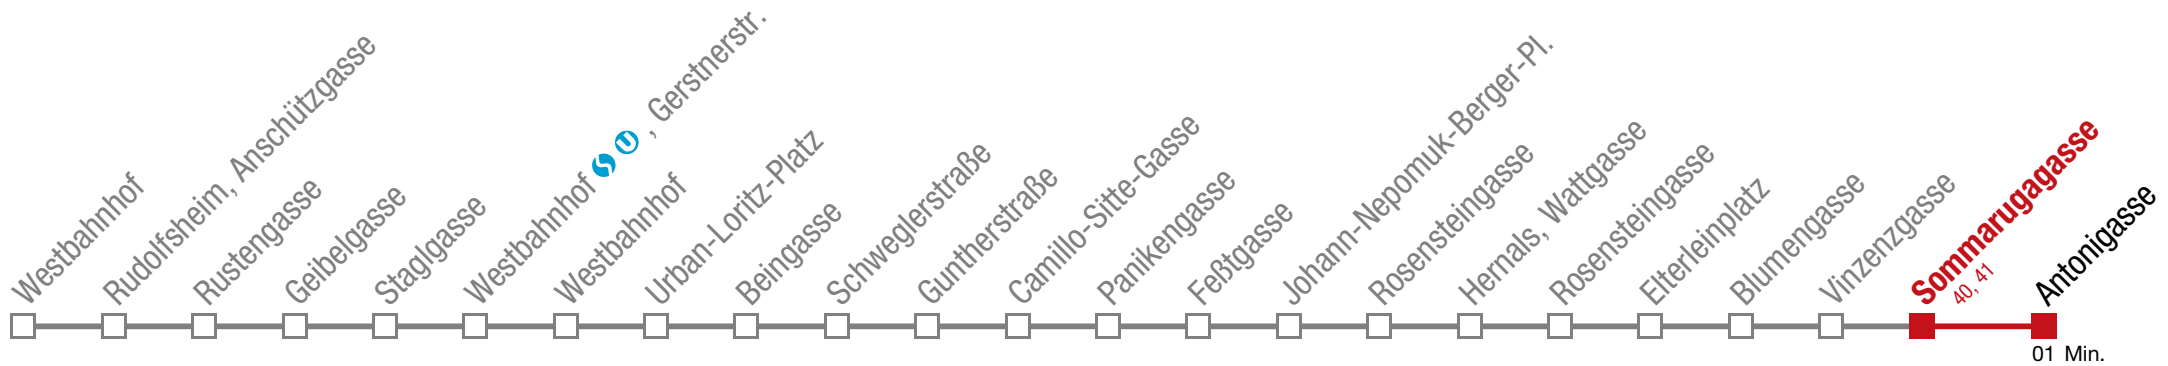 Westbahnhof
Rudolfsheim, Anschützgasse
Rustengasse
Geibelgasse
Staglgasse
Westbahnhof S U , Gerstnerstr.
Westbahnhof
Urban-Loritz-Platz
Beingasse
Schweglerstraße
Guntherstraße
Camillo-Sitte-Gasse
Panikengasse
Feßtgasse
Johann-Nepomuk-Berger-Pl.
Rosensteingasse
Hernals, Wattgasse
Rosensteingasse
Elterleinplatz
Blumengasse
Vinzenzgasse
Sommarugagasse
40, 41
Antonigasse
01 Min.